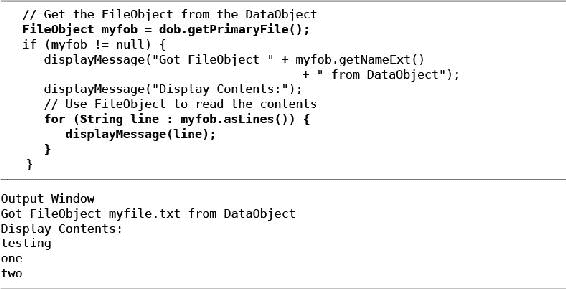 // Get the FileObject from the DataObject
FileObject myfob = dob.getPrimaryFile();
if (myfob != null) {
displayMessage("Got FileObject " + myfob.getNameExt()
+ " from DataObject");
displayMessage("Display Contents:");
// Use FileObject to read the contents
for (String line : myfob.asLines()) {
displayMessage(line);
}
}
Output Window
Got FileObject myfile.txt from DataObject
Display Contents:
testing
one
two